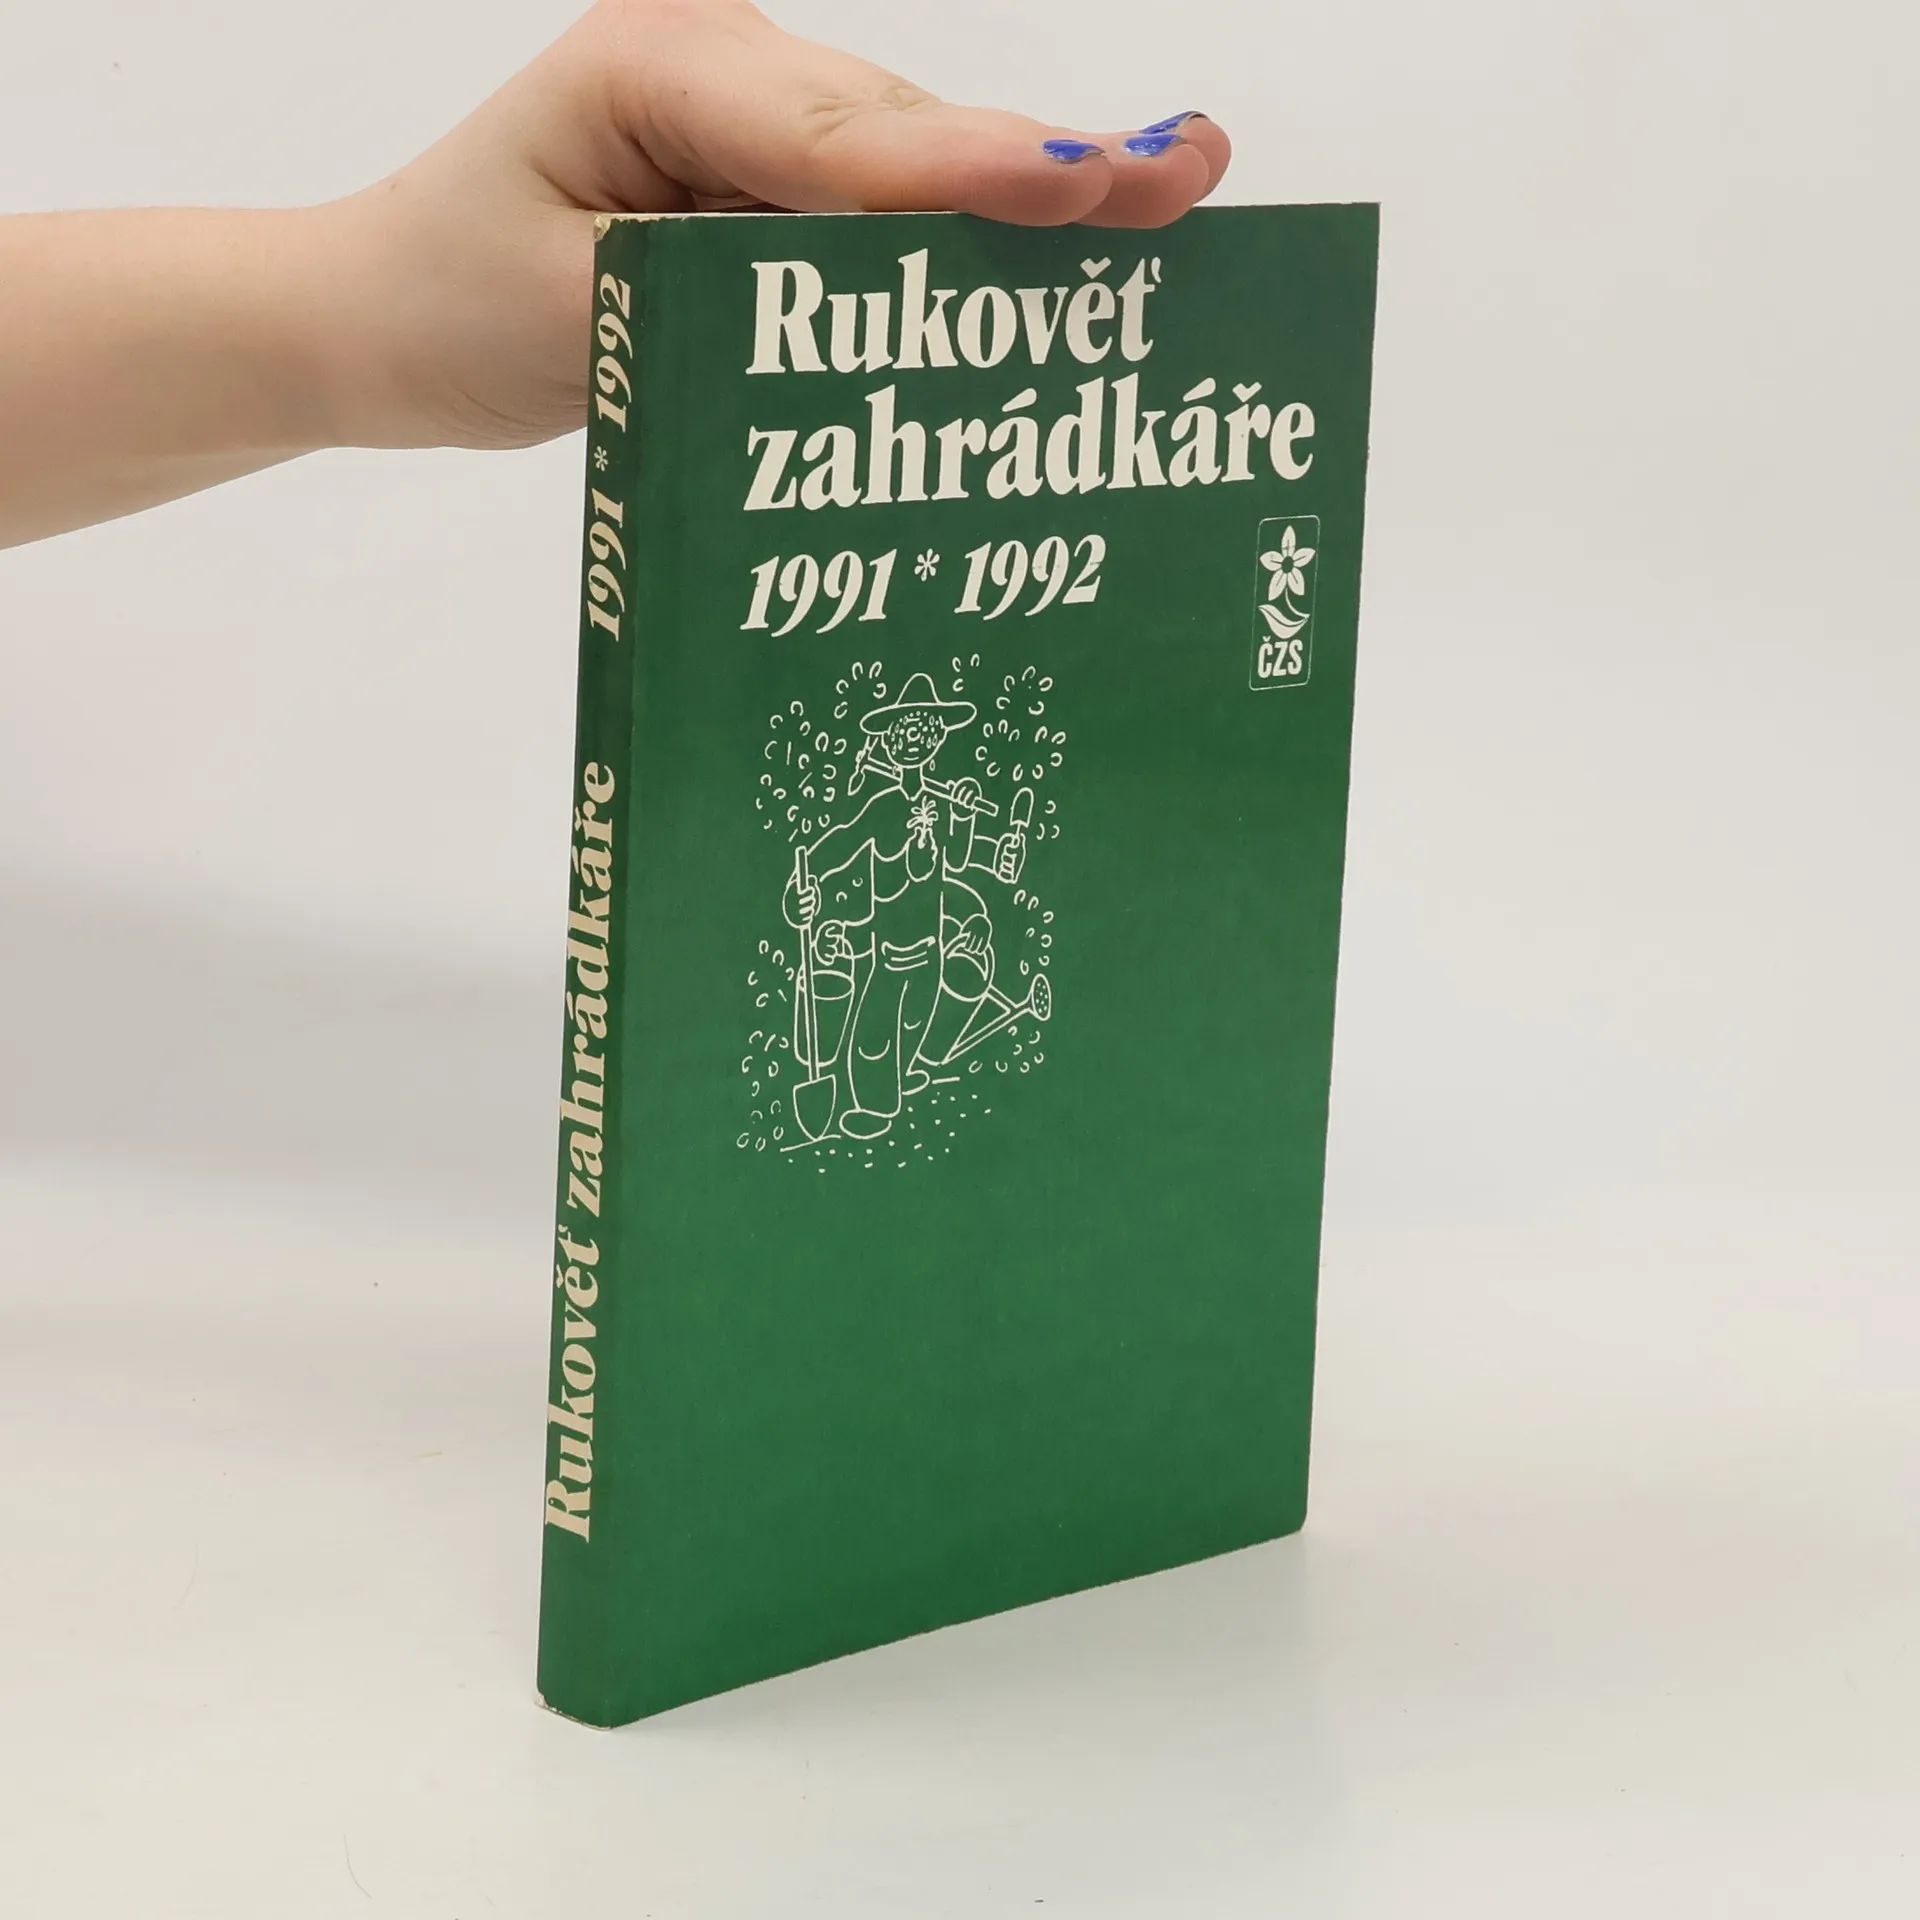 Rukověť
zahrádkáře
1991 * 1992
ČZS
Rukověť zahrádkáře 1991 * 1992